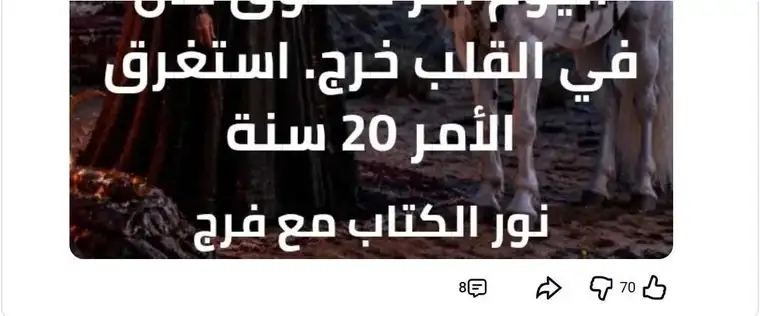 في القلب خرج. استغرق
الأمر 20 سنة
نور الكتاب مع فرج
70
8